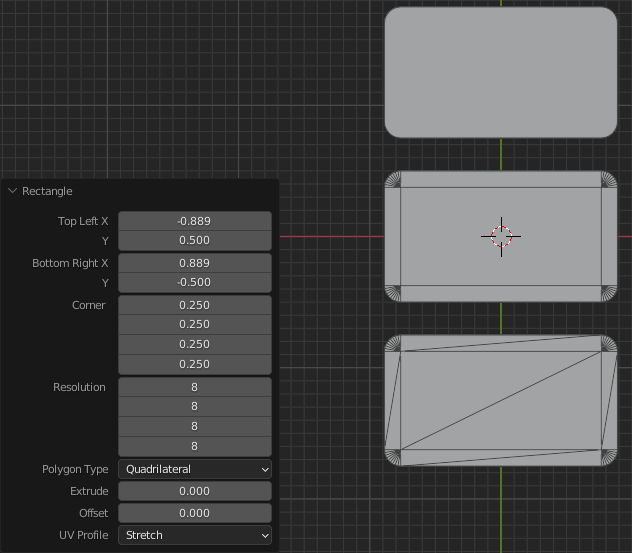 Rectangle
Top Left X -0.889
Y 0.500
Bottom Right X 0.889
Y -0.500
Corner 0.250
0.250
0.250
0.250
Resolution 8
8
8
8
Polygon Type Quadrilateral
Extrude 0.000
Offset 0.000
UV Profile Stretch